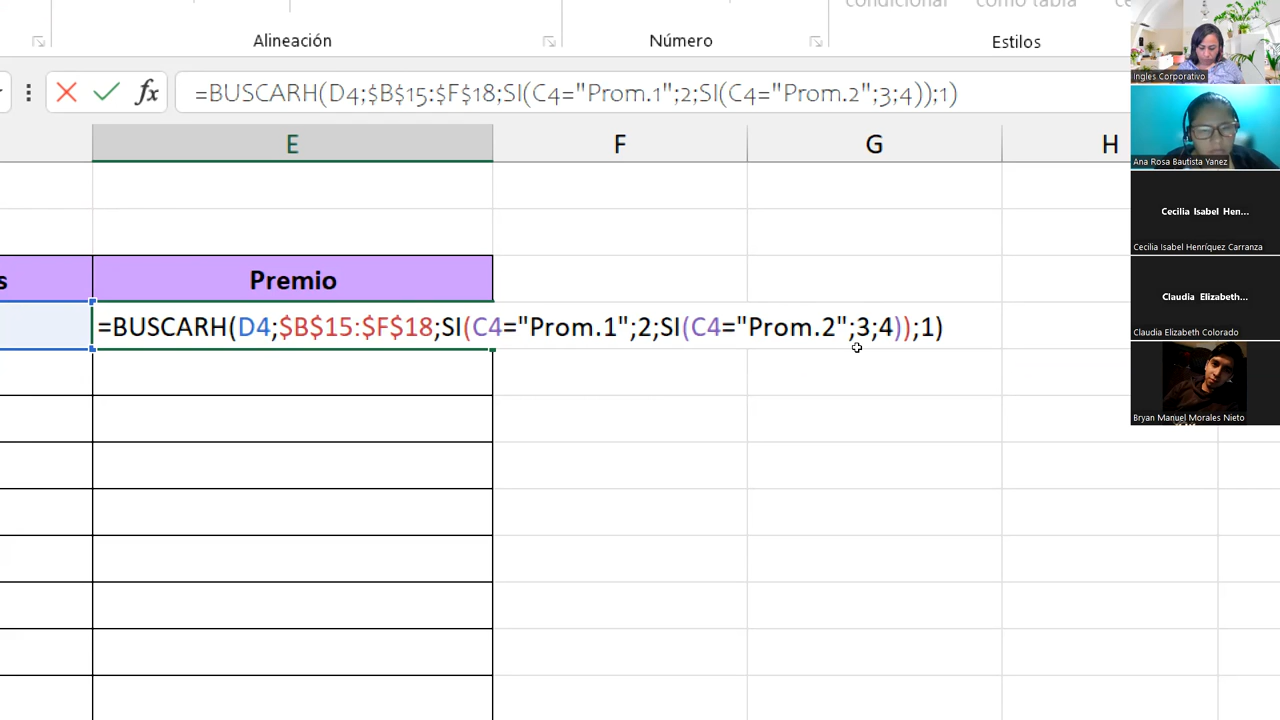 condicional como tabla
Alineación Número Estilos
fx =BUSCARH(D4;$B$15:$F$18;SI(C4="Prom.1";2;SI(C4="Prom.2";3;4));1)
E F G H
s Premio
=BUSCARH(D4;$B$15:$F$18;SI(C4="Prom.1";2;SI(C4="Prom.2";3;4));1)
Ingles Corporativo
Ana Rosa Bautista Yanez
Cecilia Isabel Hen...
Cecilia Isabel Henríquez Carranza
Claudia Elizabeth...
Claudia Elizabeth Colorado
Bryan Manuel Morales Nieto